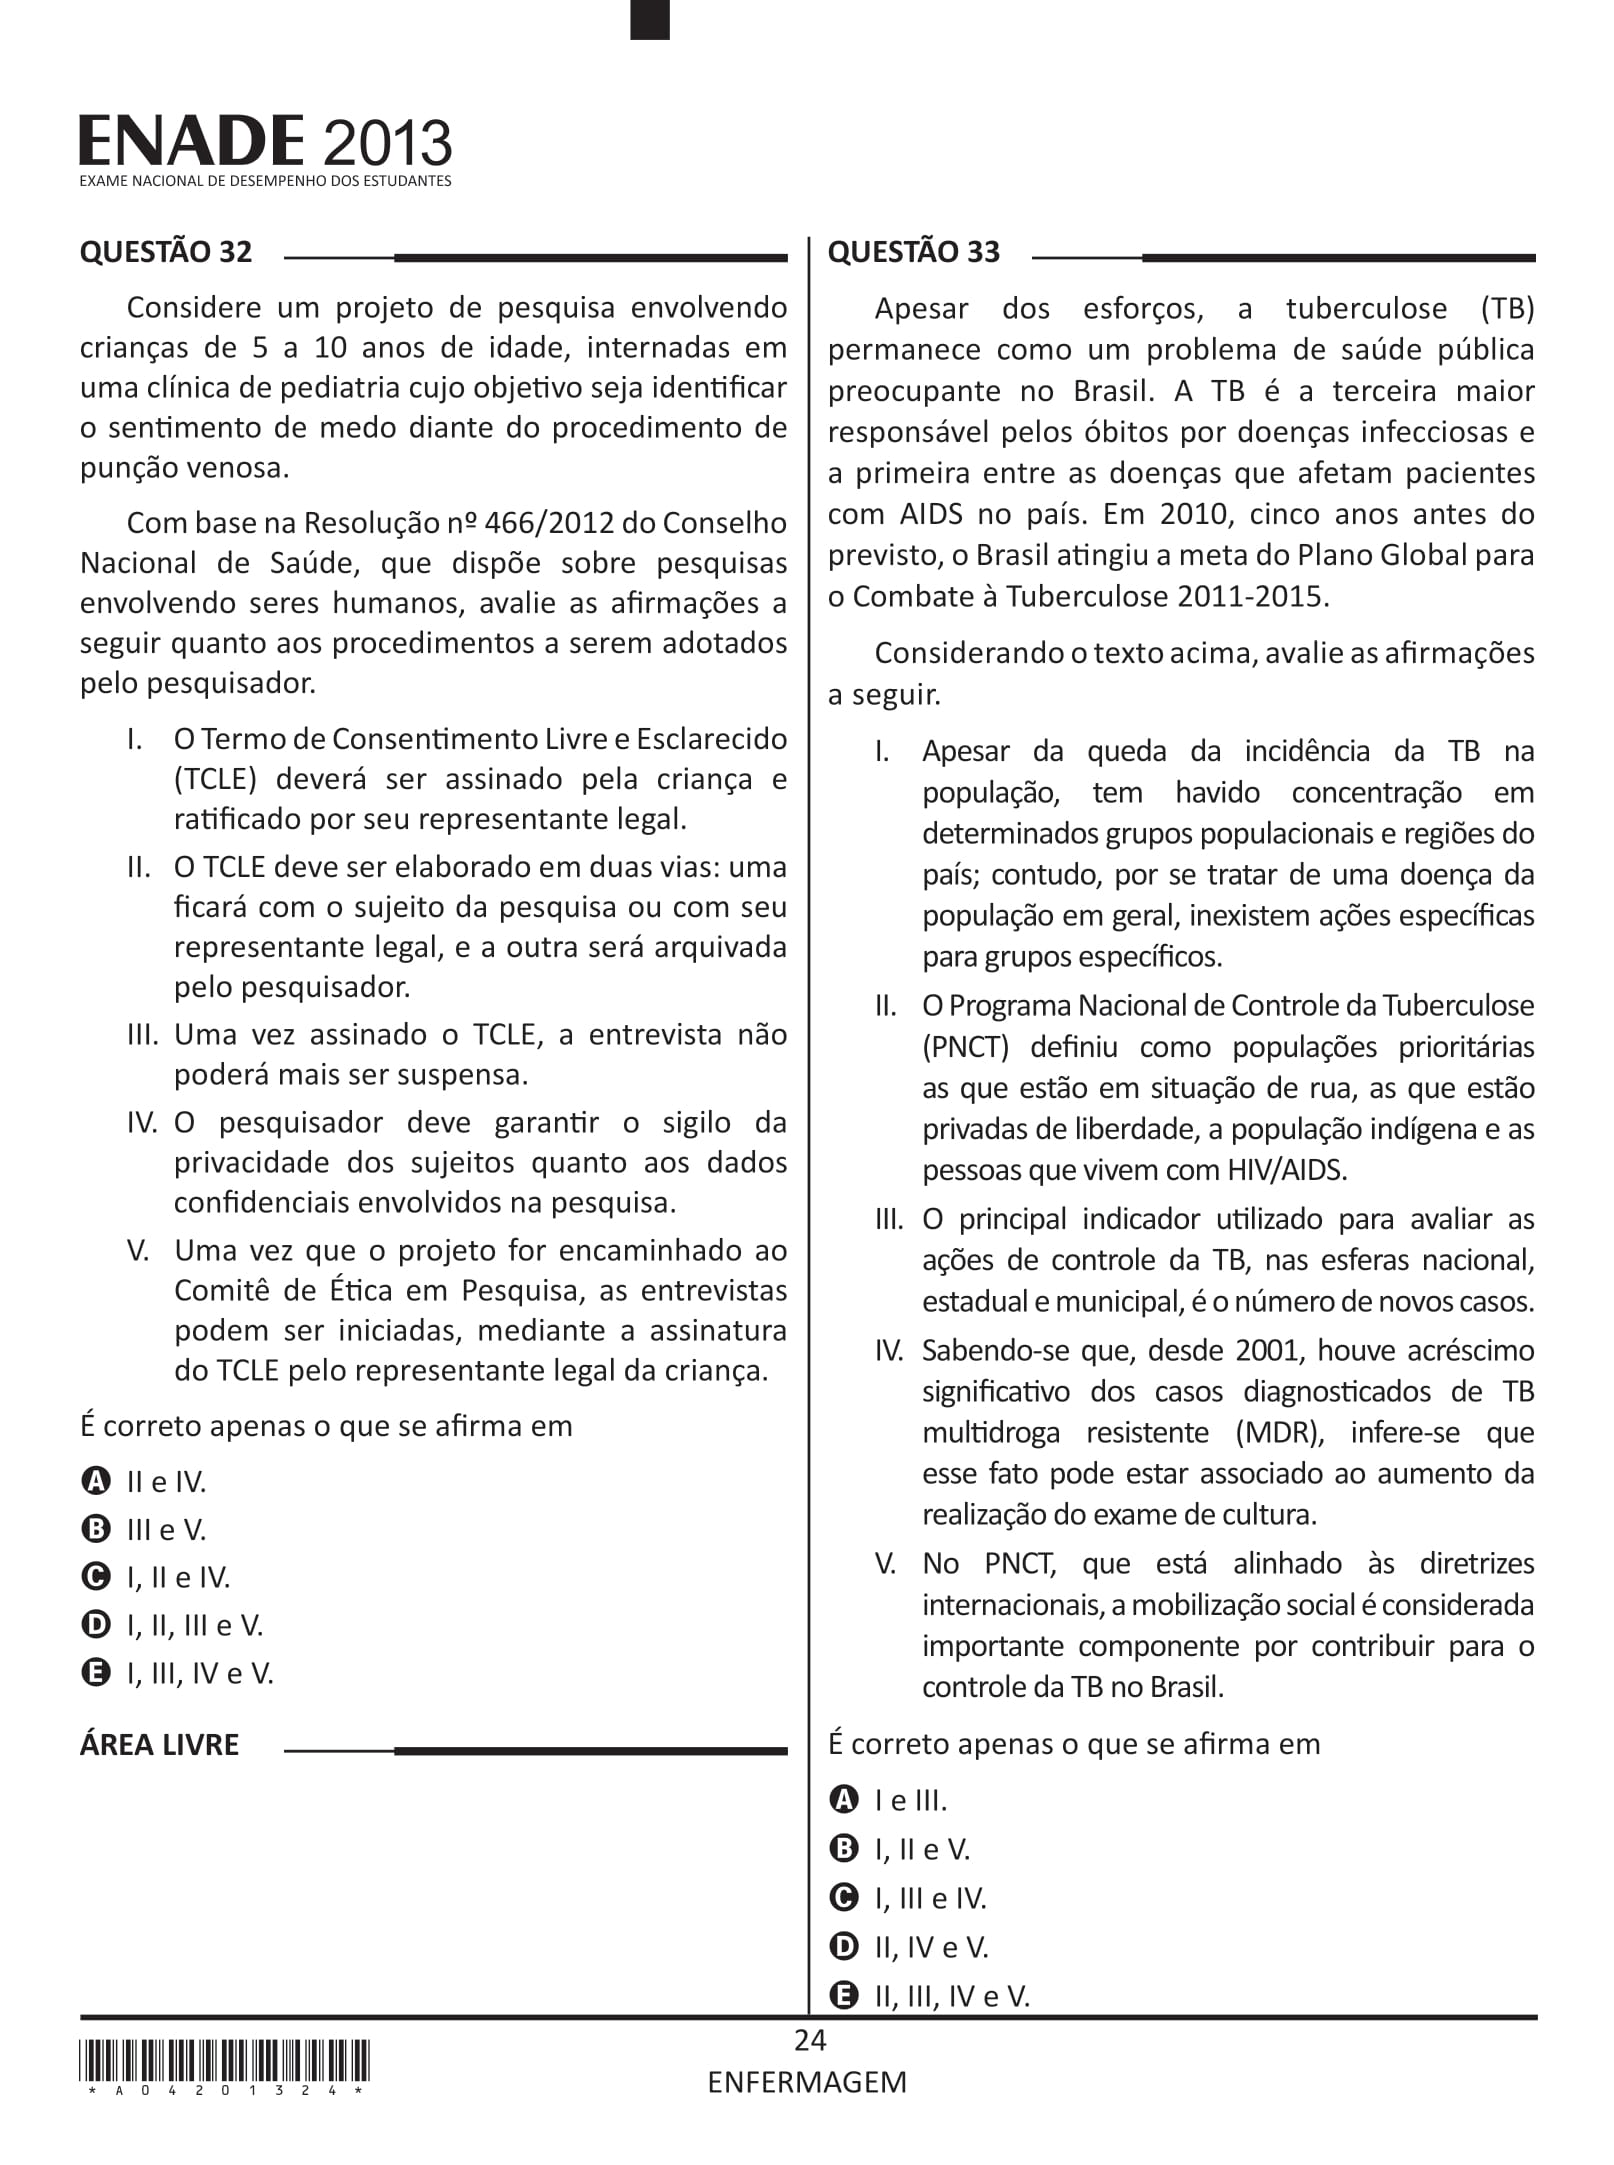 ENADE 2013
EXAME NACIONAL DE DESEMPENHO DOS ESTUDANTES
QUESTÃO 32
Considere um projeto de pesquisa envolvendo
crianças de 5 a 10 anos de idade, internadas em
uma clínica de pediatria cujo objetivo seja identificar
o sentimento de medo diante do procedimento de
punção venosa.
Com base na Resolução nº 466/2012 do Conselho
Nacional de Saúde, que dispõe sobre pesquisas
envolvendo seres humanos, avalie as afirmações a
seguir quanto aos procedimentos a serem adotados
pelo pesquisador.
I. O Termo de Consentimento Livre e Esclarecido
(TCLE) deverá ser assinado pela criança e
ratificado por seu representante legal.
II. O TCLE deve ser elaborado em duas vias: uma
ficará com o sujeito da pesquisa ou com seu
representante legal, e a outra será arquivada
pelo pesquisador.
III. Uma vez assinado o TCLE, a entrevista não
poderá mais ser suspensa.
IV. O pesquisador deve garantir o sigilo da
privacidade dos sujeitos quanto aos dados
confidenciais envolvidos na pesquisa.
V. Uma vez que o projeto for encaminhado ao
Comitê de Ética em Pesquisa, as entrevistas
podem ser iniciadas, mediante a assinatura
do TCLE pelo representante legal da criança.
É correto apenas o que se afirma em
A II e IV.
B III e V.
C I, II e IV.
D I, II, III e V.
E I, III, IV e V.
ÁREA LIVRE
QUESTÃO 33
Apesar dos esforços, a tuberculose (TB)
permanece como um problema de saúde pública
preocupante no Brasil. A TB é a terceira maior
responsável pelos óbitos por doenças infecciosas e
a primeira entre as doenças que afetam pacientes
com AIDS no país. Em 2010, cinco anos antes do
previsto, o Brasil atingiu a meta do Plano Global para
o Combate à Tuberculose 2011-2015.
Considerando o texto acima, avalie as afirmações
a seguir.
I. Apesar da queda da incidência da TB na
população, tem havido concentração em
determinados grupos populacionais e regiões do
país; contudo, por se tratar de uma doença da
população em geral, inexistem ações específicas
para grupos específicos.
II. O Programa Nacional de Controle da Tuberculose
(PNCT) definiu como populações prioritárias
as que estão em situação de rua, as que estão
privadas de liberdade, a população indígena e as
pessoas que vivem com HIV/AIDS.
III. O principal indicador utilizado para avaliar as
ações de controle da TB, nas esferas nacional,
estadual e municipal, é o número de novos casos.
IV. Sabendo-se que, desde 2001, houve acréscimo
significativo dos casos diagnosticados de TB
multidroga resistente (MDR), infere-se que
esse fato pode estar associado ao aumento da
realização do exame de cultura.
V. No PNCT, que está alinhado às diretrizes
internacionais, a mobilização social é considerada
importante componente por contribuir para o
controle da TB no Brasil.
É correto apenas o que se afirma em
A I e III.
B I, II e V.
C I, III e IV.
D II, IV e V.
E II, III, IV e V.
24
ENFERMAGEM
* A 0 4 2 0 1 3 2 4 *